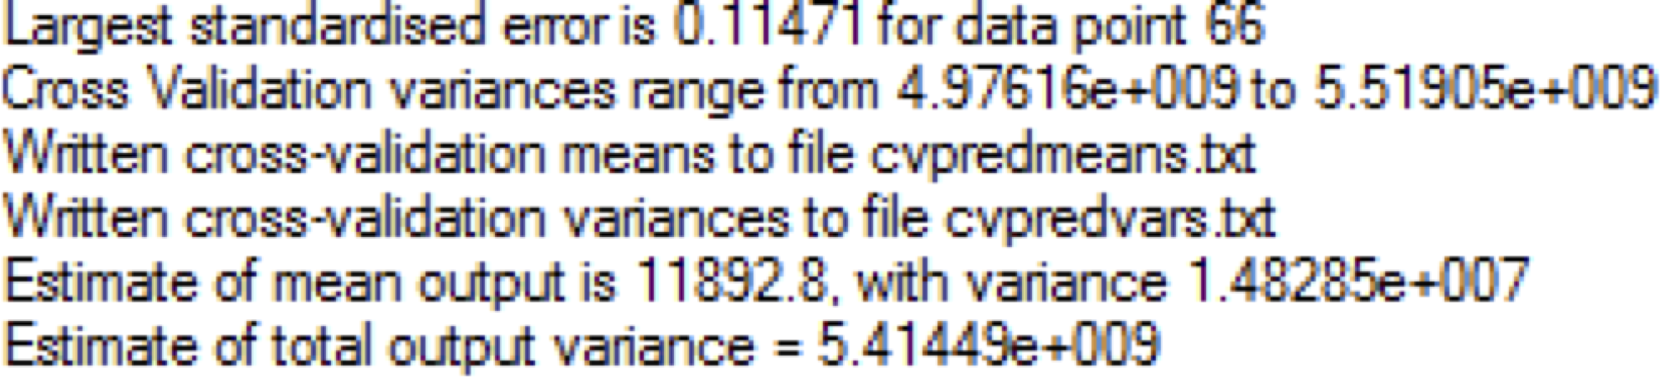 Largest standardised error is 0.11471 for data point 66
Cross Validation variances range from 4.97616e+009 to 5.51905e+009
Written cross-validation means to file cvpredmeans.txt
Written cross-validation variances to file cvpredvars.txt
Estimate of mean output is 11892.8, with variance 1.48285e+007
Estimate of total output variance = 5.41449e+009